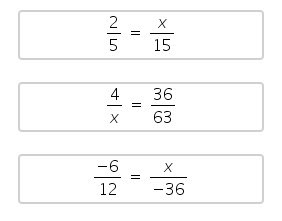 2/5 = x/15
4/x = 36/63
−6/12 = x/−36